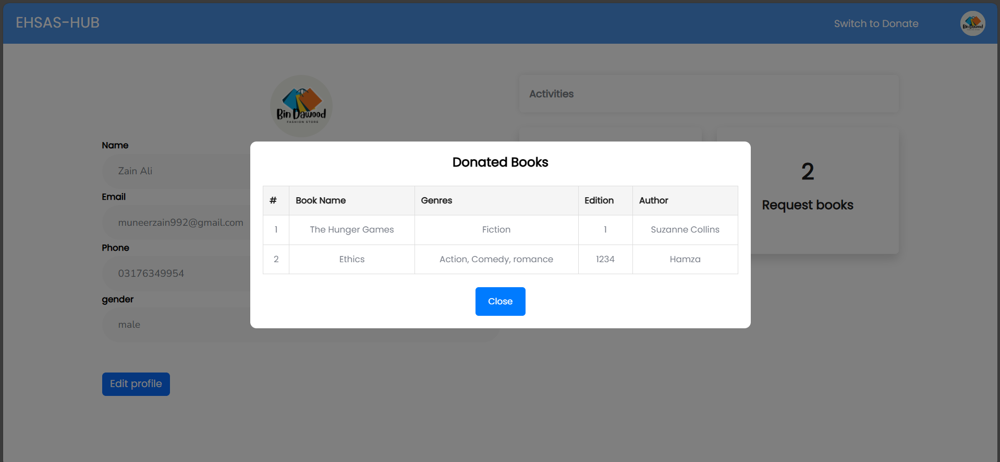 EHSAS-HUB
Switch to Donate
Bin Dawood
Bin Dawood
FASHION STORE
Activities
Name
Zain Ali
Email
muneerzain992@gmail.com
Phone
03176349954
gender
male
Edit profile
2
Request books
Donated Books
# Book Name Genres Edition Author
1 The Hunger Games Fiction 1 Suzanne Collins
2 Ethics Action, Comedy, romance 1234 Hamza
Close